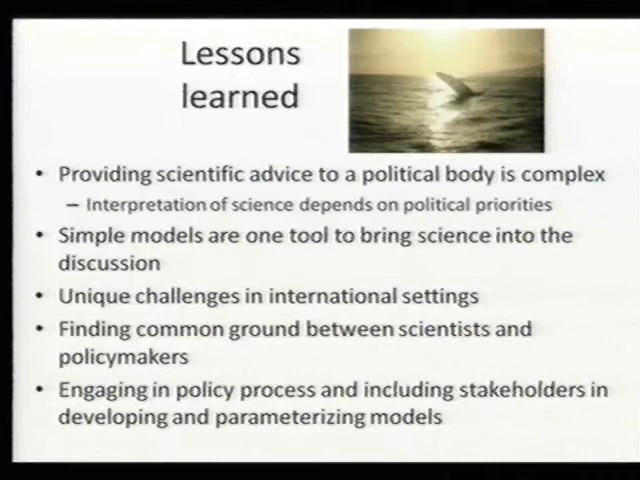 Lessons
learned
• Providing scientific advice to a political body is complex
– Interpretation of science depends on political priorities
• Simple models are one tool to bring science into the
discussion
• Unique challenges in international settings
• Finding common ground between scientists and
policymakers
• Engaging in policy process and including stakeholders in
developing and parameterizing models